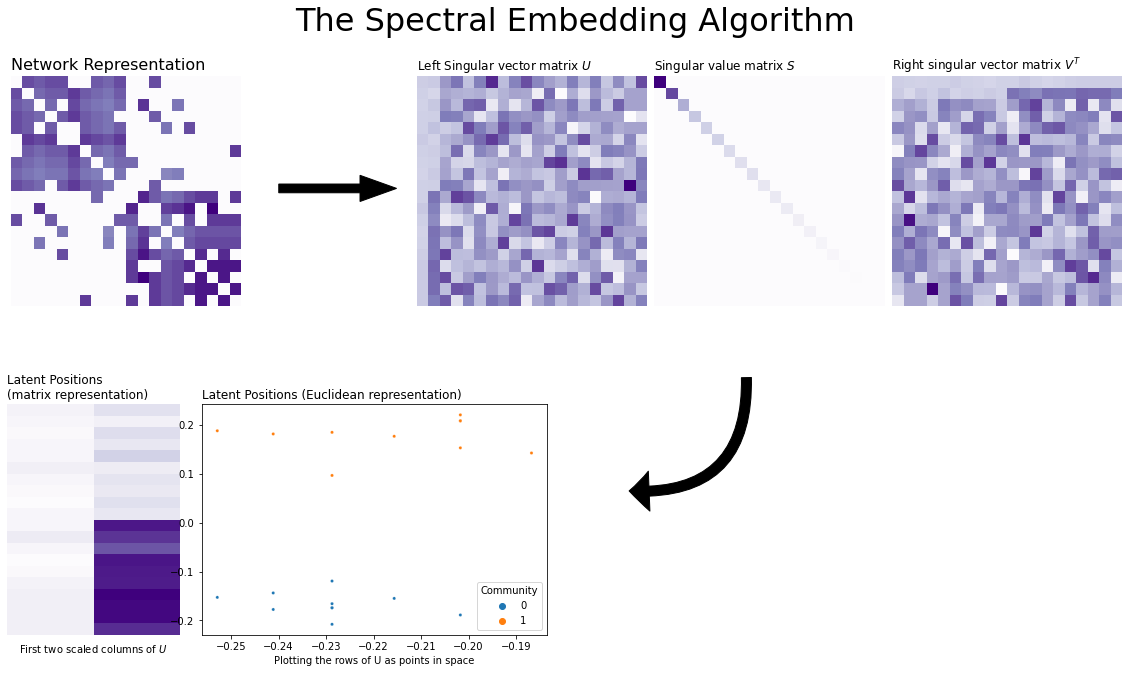 The Spectral Embedding Algorithm
Network Representation
Left Singular vector matrix U
Singular value matrix S
Right singular vector matrix V^T
Latent Positions
(matrix representation)
First two scaled columns of U
Latent Positions (Euclidean representation)
0.2
0.1
0.0
−0.1
−0.2
Community
0
1
−0.25 −0.24 −0.23 −0.22 −0.21 −0.20 −0.19
Plotting the rows of U as points in space